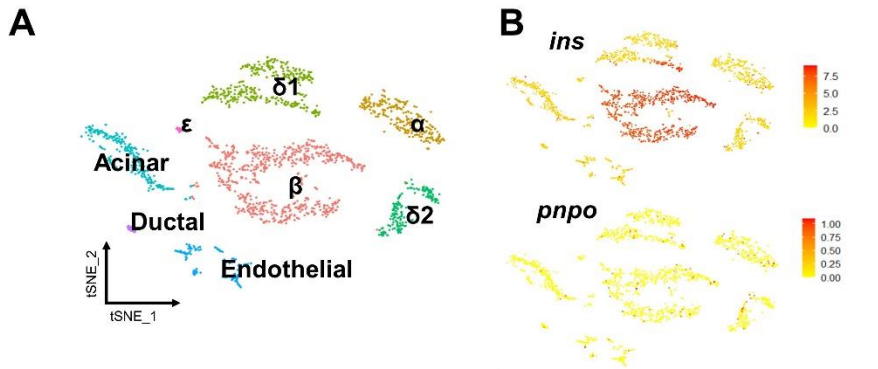 A
δ1
ε
α
Acinar
β
Ductal
δ2
Endothelial
tSNE_2
tSNE_1
B
ins
7.5
5.0
2.5
0.0
pnpo
1.00
0.75
0.50
0.25
0.00